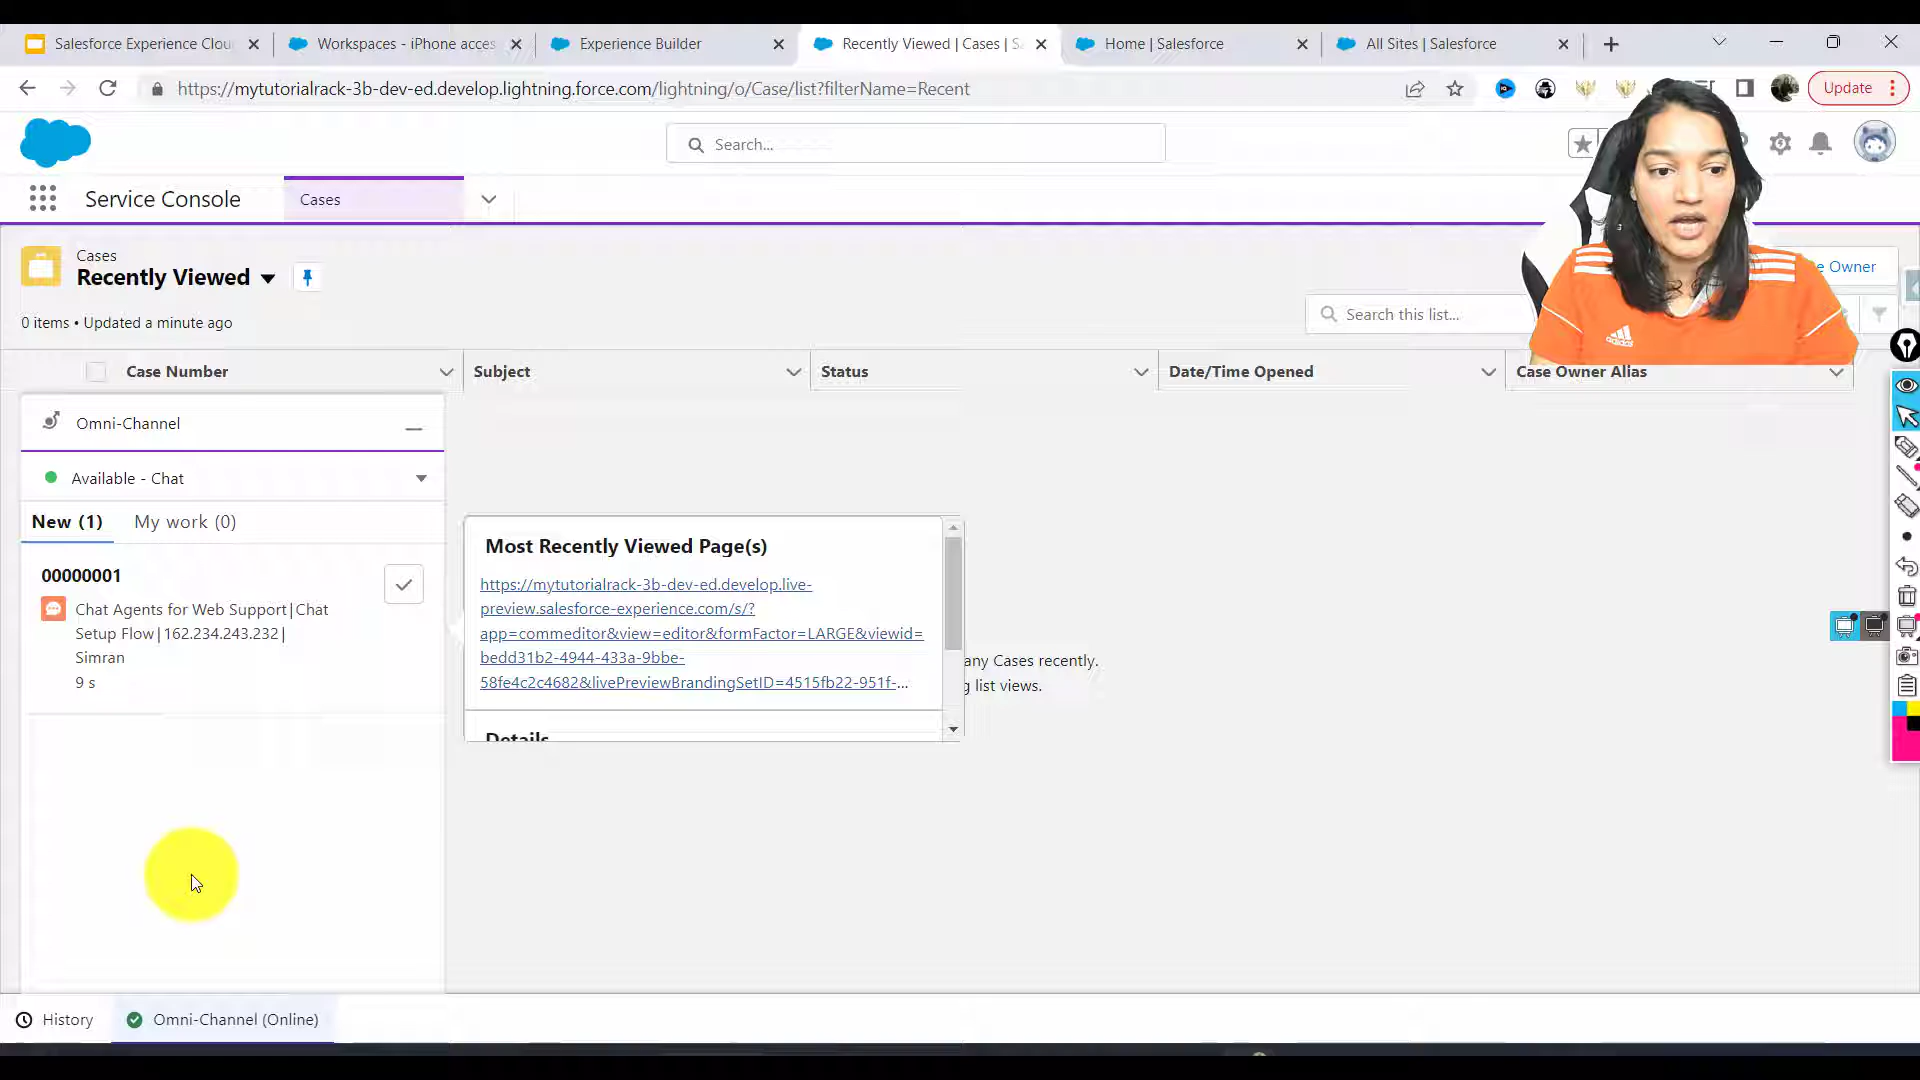 Salesforce Experience Clou
Workspaces - iPhone acces
Experience Builder
Recently Viewed | Cases | S
Home | Salesforce
All Sites | Salesforce
https://mytutorialrack-3b-dev-ed.develop.lightning.force.com/lightning/o/Case/list?filterName=Recent
Update
Search...
Service Console
Cases
Cases
Recently Viewed
e Owner
0 items • Updated a minute ago
Search this list...
adidas
Case Number
Subject
Status
Date/Time Opened
Case Owner Alias
Omni-Channel
Available - Chat
New (1)
My work (0)
00000001
Chat Agents for Web Support|Chat
Setup Flow|162.234.243.232|
Simran
9 s
Most Recently Viewed Page(s)
https://mytutorialrack-3b-dev-ed.develop.live-
preview.salesforce-experience.com/s/?
app=commeditor&view=editor&formFactor=LARGE&viewid=
bedd31b2-4944-433a-9bbe-
58fe4c2c4682&livePreviewBrandingSetID=4515fb22-951f-...
Details
any Cases recently.
g list views.
History
Omni-Channel (Online)